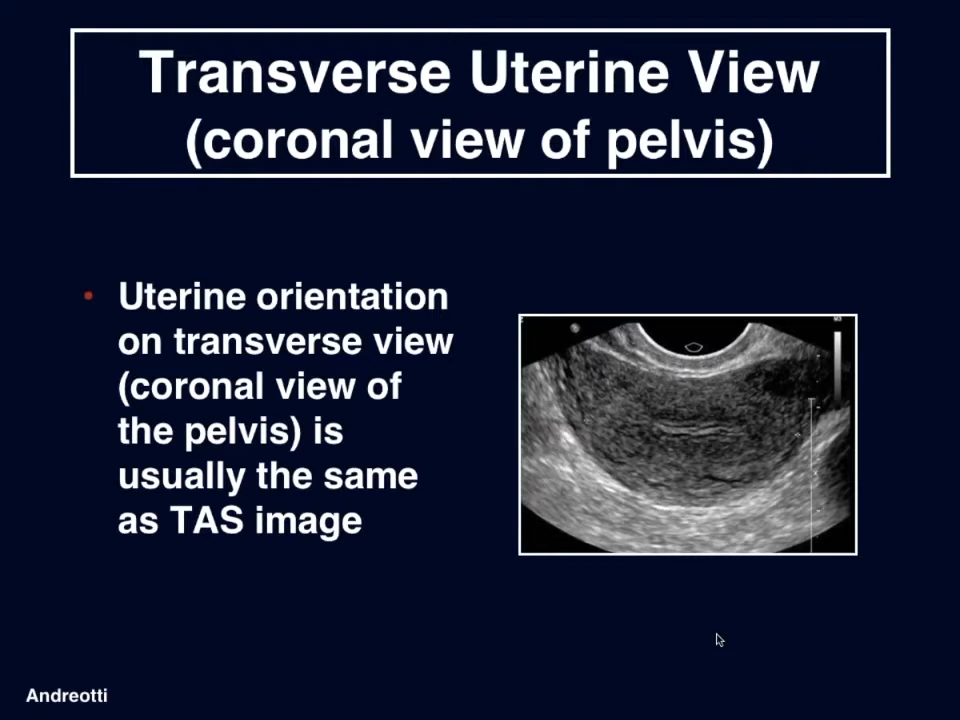 Transverse Uterine View
(coronal view of pelvis)
• Uterine orientation
on transverse view
(coronal view of
the pelvis) is
usually the same
as TAS image
Andreotti